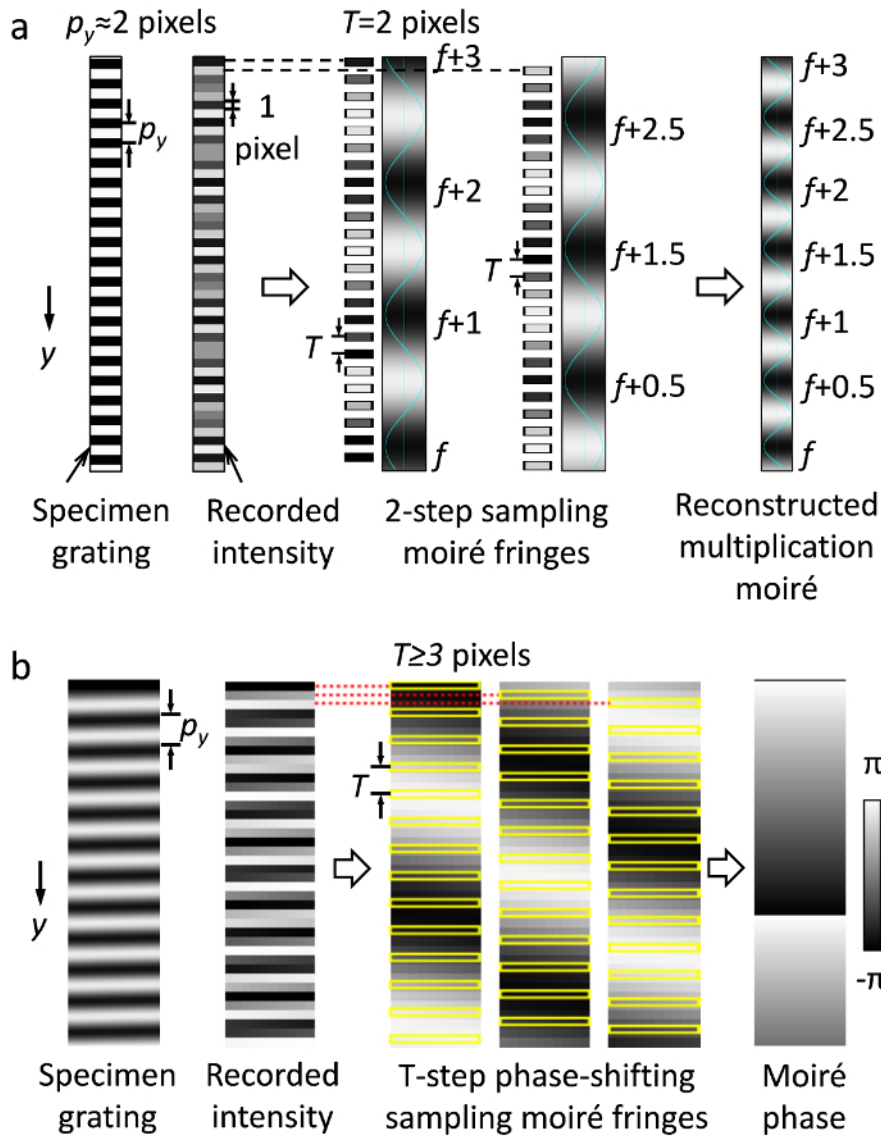 a
p_y≈2 pixels
T=2 pixels
p_y
1
pixel
y
T
f+3
f+2
f+1
f
T
f+2.5
f+1.5
f+0.5
f+3
f+2.5
f+2
f+1.5
f+1
f+0.5
f
Specimen
grating
Recorded
intensity
2-step sampling
moiré fringes
Reconstructed
multiplication
moiré
b
T≥3 pixels
p_y
T
y
π
-π
Specimen
grating
Recorded
intensity
T-step phase-shifting
sampling moiré fringes
Moiré
phase